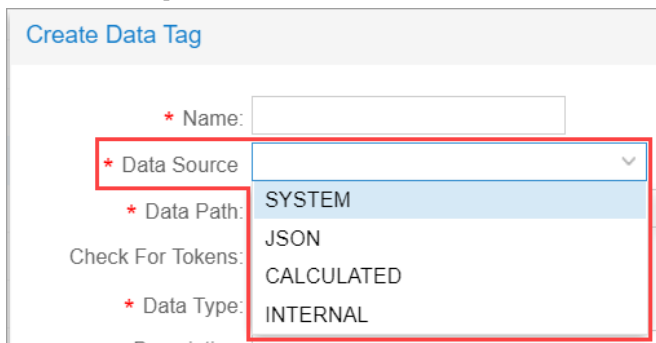 Create Data Tag
* Name:
* Data Source
SYSTEM
* Data Path:
JSON
Check For Tokens:
CALCULATED
* Data Type:
INTERNAL